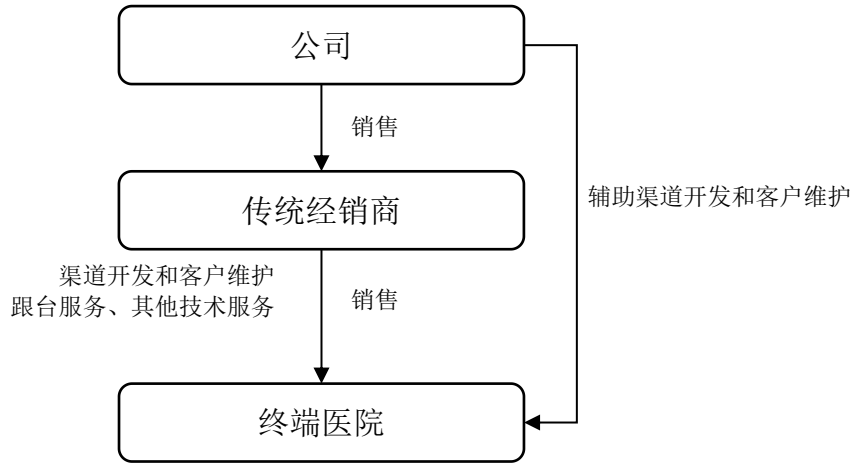 公司
销售
传统经销商
辅助渠道开发和客户维护
渠道开发和客户维护
跟台服务、其他技术服务
销售
终端医院